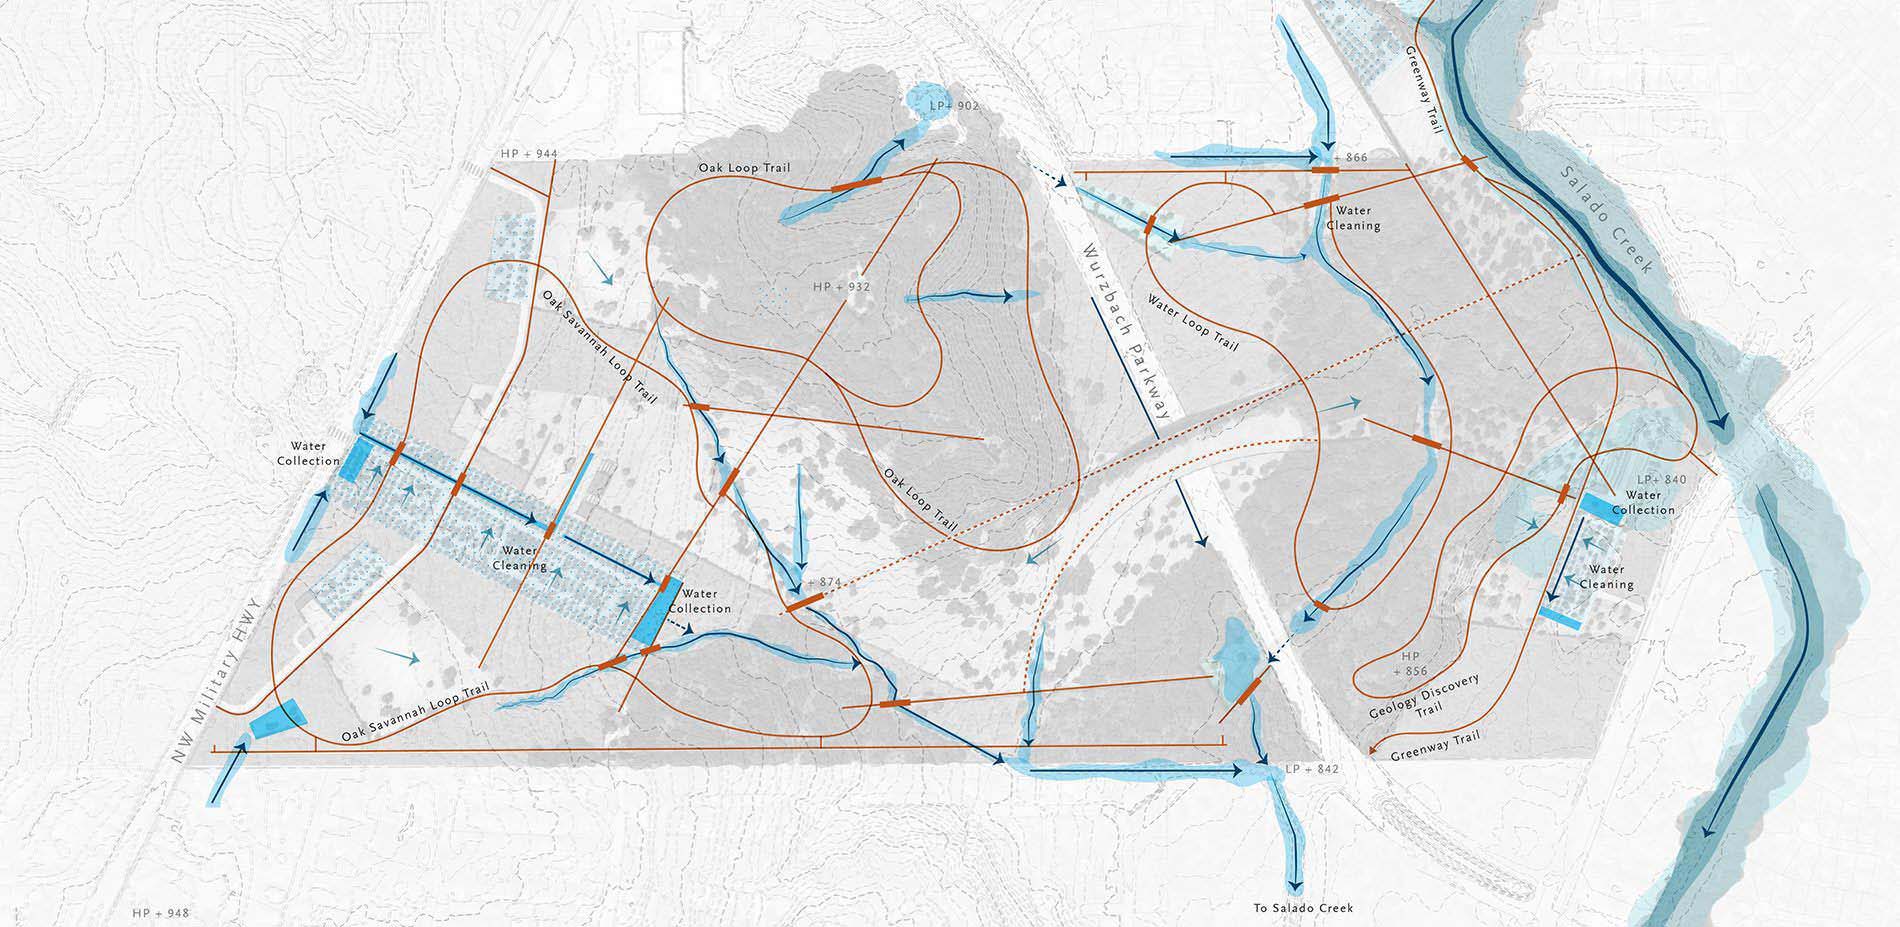 LP+ 902
HP + 944
Oak Loop Trail
+ 866
Greenway Trail
Salado Creek
Water
Cleaning
HP + 932
Wurzbach Parkway
Water Loop Trail
Oak Savannah Loop Trail
Water
Collection
Oak Loop Trail
LP+ 840
Water
Collection
Water
Cleaning
Water
Cleaning
+ 874
Water
Collection
NW Military HWY
HP
+ 856
Oak Savannah Loop Trail
Geology Discovery
Trail
Greenway Trail
LP + 842
HP + 948
To Salado Creek